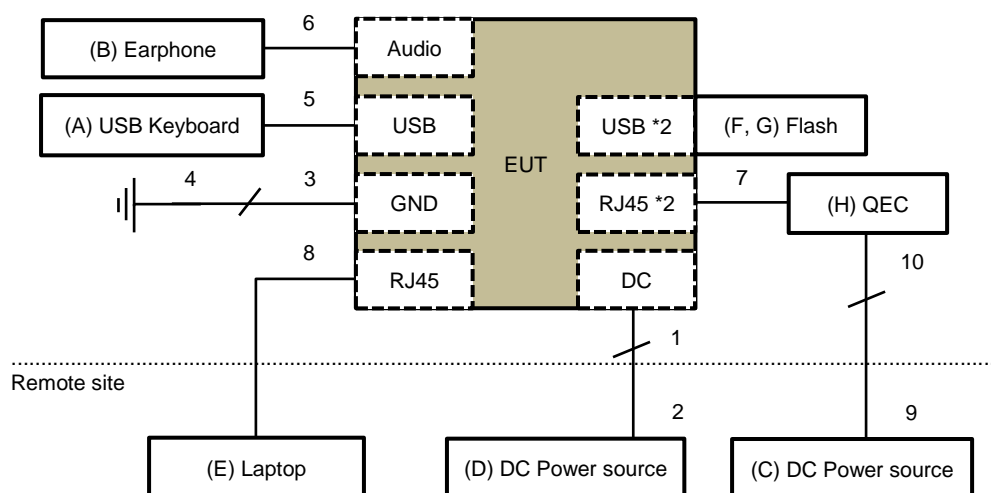 6
(B) Earphone
Audio
5
(A) USB Keyboard
USB
USB *2
(F, G) Flash
EUT
4
3
7
GND
RJ45 *2
(H) QEC
8
10
RJ45
DC
1
Remote site
2
9
(E) Laptop
(D) DC Power source
(C) DC Power source